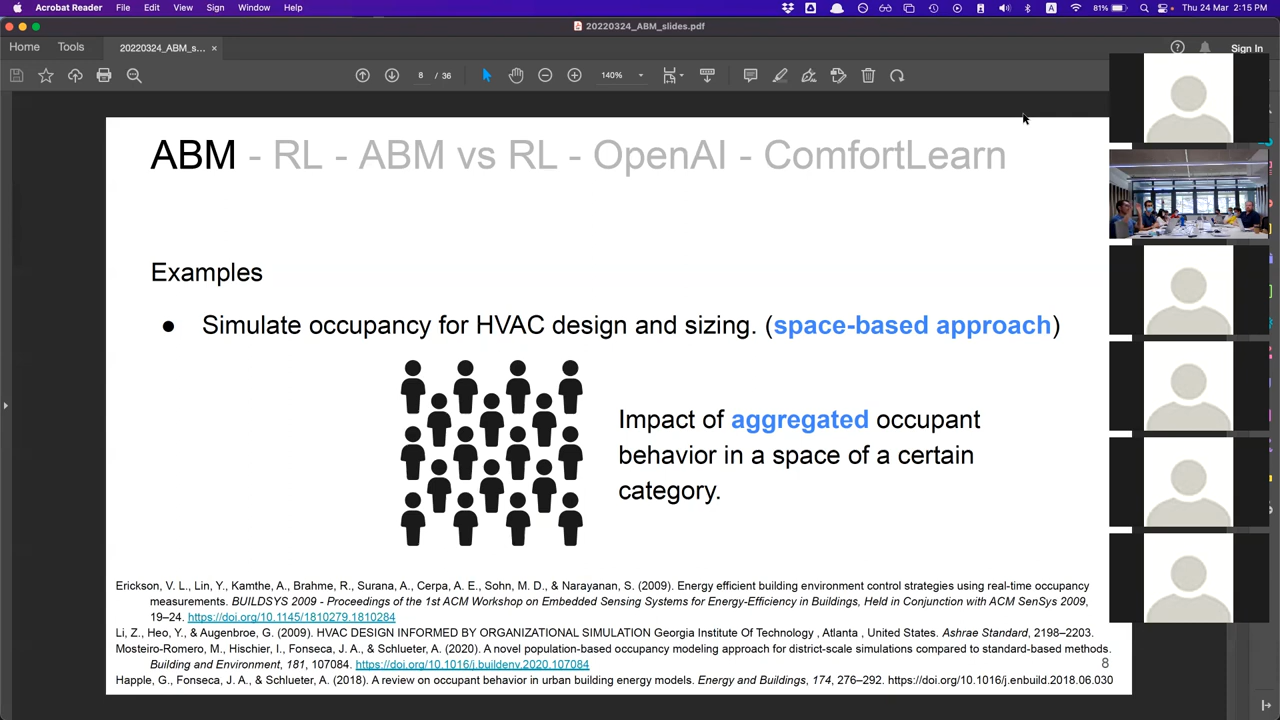 Acrobat Reader File Edit View Sign Window Help
81% Thu 24 Mar 2:15 PM
20220324_ABM_slides.pdf
Home Tools 20220324_ABM_s... × Sign In
8 / 36 140%
ABM - RL - ABM vs RL - OpenAI - ComfortLearn
Examples
● Simulate occupancy for HVAC design and sizing. (space-based approach)
Impact of aggregated occupant
behavior in a space of a certain
category.
Erickson, V. L., Lin, Y., Kamthe, A., Brahme, R., Surana, A., Cerpa, A. E., Sohn, M. D., & Narayanan, S. (2009). Energy efficient building environment control strategies using real-time occupancy
measurements. BUILDSYS 2009 - Proceedings of the 1st ACM Workshop on Embedded Sensing Systems for Energy-Efficiency in Buildings, Held in Conjunction with ACM SenSys 2009,
19–24. https://doi.org/10.1145/1810279.1810284
Li, Z., Heo, Y., & Augenbroe, G. (2009). HVAC DESIGN INFORMED BY ORGANIZATIONAL SIMULATION Georgia Institute Of Technology , Atlanta , United States. Ashrae Standard, 2198–2203.
Mosteiro-Romero, M., Hischier, I., Fonseca, J. A., & Schlueter, A. (2020). A novel population-based occupancy modeling approach for district-scale simulations compared to standard-based methods.
Building and Environment, 181, 107084. https://doi.org/10.1016/j.buildenv.2020.107084
8
Happle, G., Fonseca, J. A., & Schlueter, A. (2018). A review on occupant behavior in urban building energy models. Energy and Buildings, 174, 276–292. https://doi.org/10.1016/j.enbuild.2018.06.030